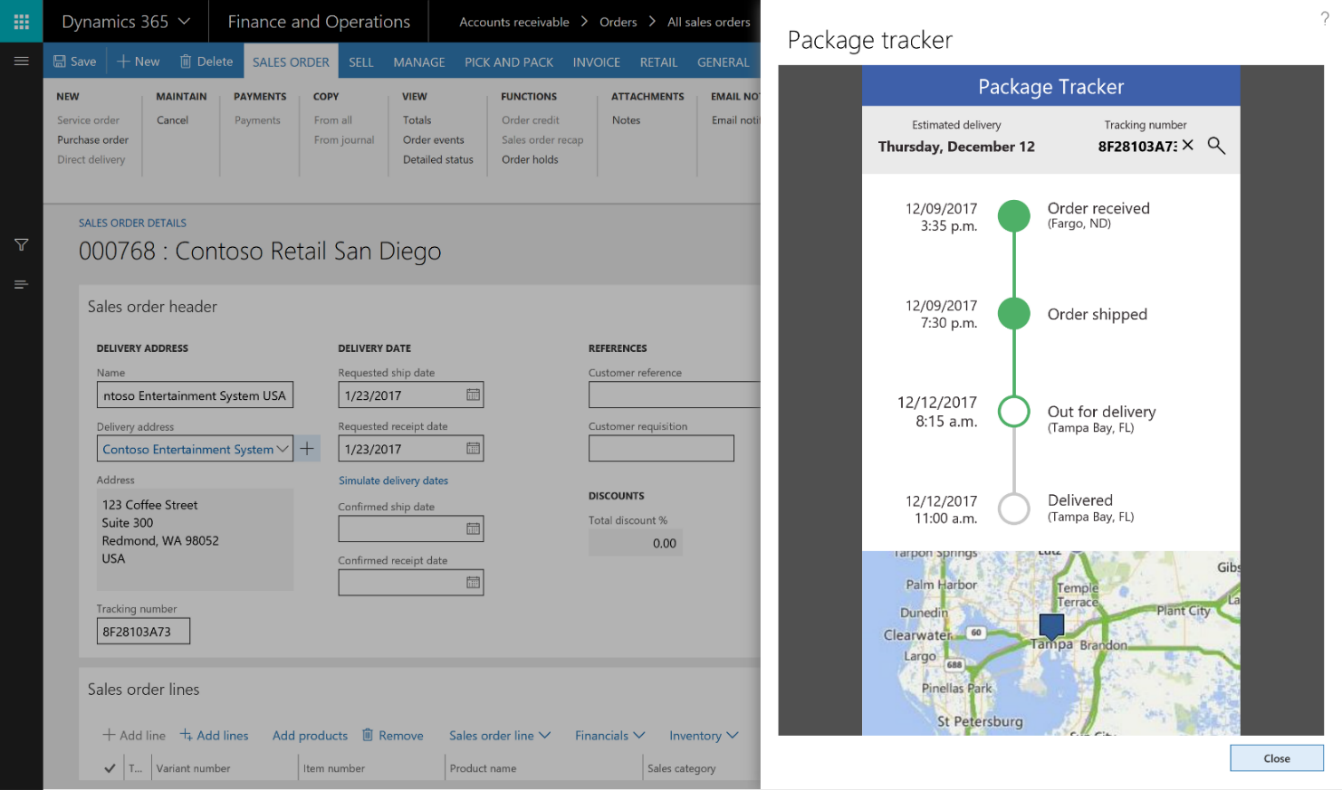 Dynamics 365
Finance and Operations
Accounts receivable > Orders > All sales orders
Save
New
Delete
SALES ORDER
SELL
MANAGE
PICK AND PACK
INVOICE
RETAIL
GENERAL
NEW
Service order
Purchase order
Direct delivery
MAINTAIN
Cancel
PAYMENTS
Payments
COPY
From all
From journal
VIEW
Totals
Order events
Detailed status
FUNCTIONS
Order credit
Sales order recap
Order holds
ATTACHMENTS
Notes
EMAIL NO
Email noti
SALES ORDER DETAILS
000768 : Contoso Retail San Diego
Sales order header
DELIVERY ADDRESS
Name
ntoso Entertainment System USA
Delivery address
Contoso Entertainment System
Address
123 Coffee Street
Suite 300
Redmond, WA 98052
USA
Tracking number
8F28103A73
DELIVERY DATE
Requested ship date
1/23/2017
Requested receipt date
1/23/2017
Simulate delivery dates
Confirmed ship date
Confirmed receipt date
REFERENCES
Customer reference
Customer requisition
DISCOUNTS
Total discount %
0.00
Sales order lines
Add line
Add lines
Add products
Remove
Sales order line
Financials
Inventory
T...
Variant number
Item number
Product name
Sales category
?
Package tracker
Package Tracker
Estimated delivery
Thursday, December 12
Tracking number
8F28103A73
12/09/2017
3:35 p.m.
Order received
(Fargo, ND)
12/09/2017
7:30 p.m.
Order shipped
12/12/2017
8:15 a.m.
Out for delivery
(Tampa Bay, FL)
12/12/2017
11:00 a.m.
Delivered
(Tampa Bay, FL)
Tarpon Springs
Lutz
Gibs
Palm Harbor
Temple
Terrace
La
Plant City
Dunedin
Clearwater
60
Tampa
Brandon
Largo
688
Pinellas Park
St Petersburg
Sun City
Close